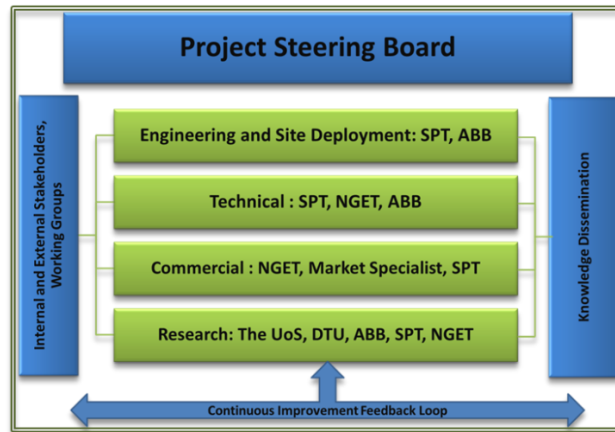 Project Steering Board
Internal and External Stakeholders,
Working Groups
Engineering and Site Deployment: SPT, ABB
Technical : SPT, NGET, ABB
Commercial : NGET, Market Specialist, SPT
Research: The UoS, DTU, ABB, SPT, NGET
Knowledge Dissemination
Continuous Improvement Feedback Loop